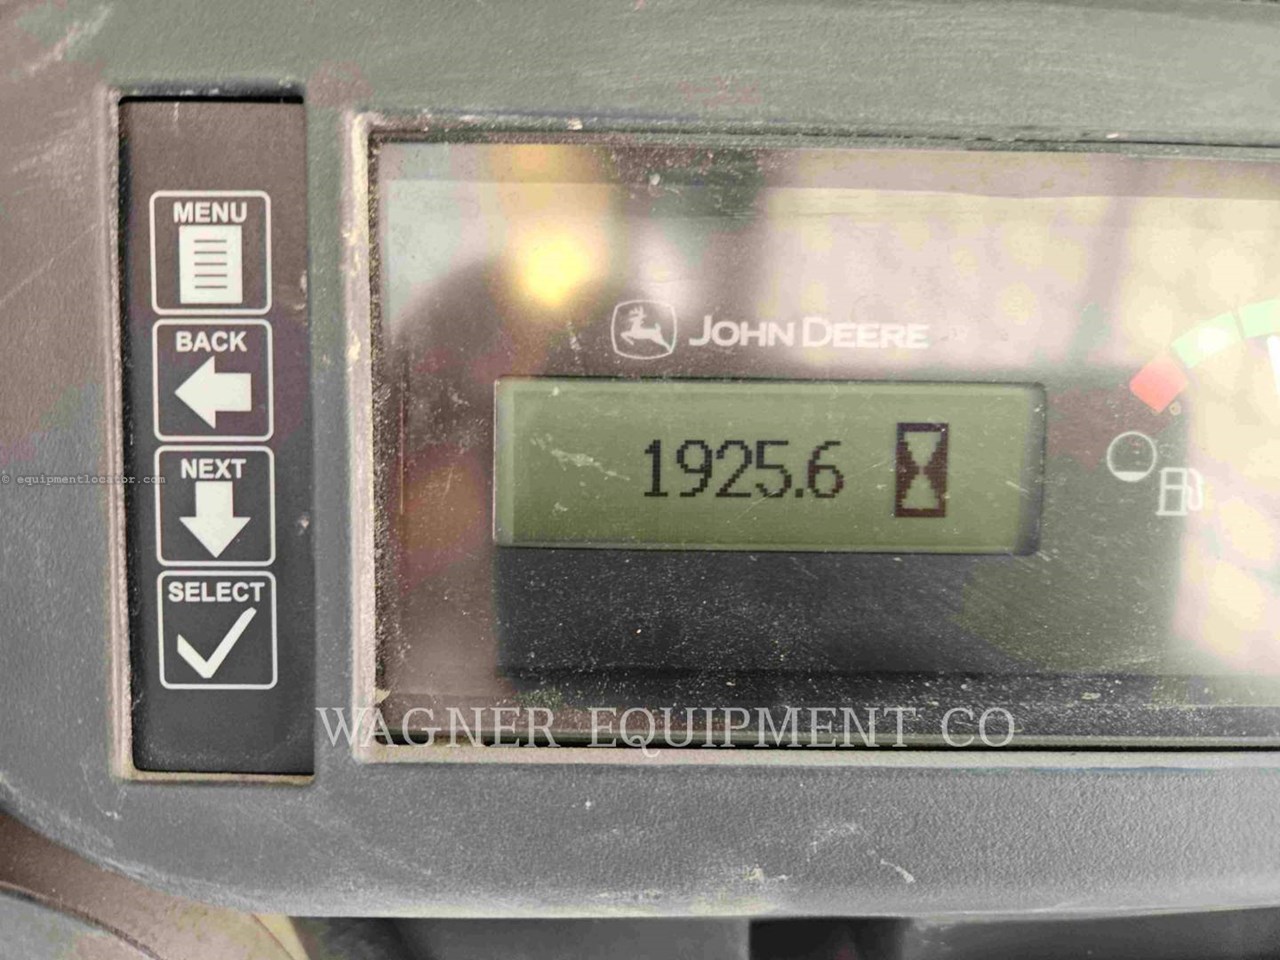 MENU
BACK
NEXT
SELECT
JOHN DEERE
1925.6
© equipmentlocator.com
WAGNER EQUIPMENT CO